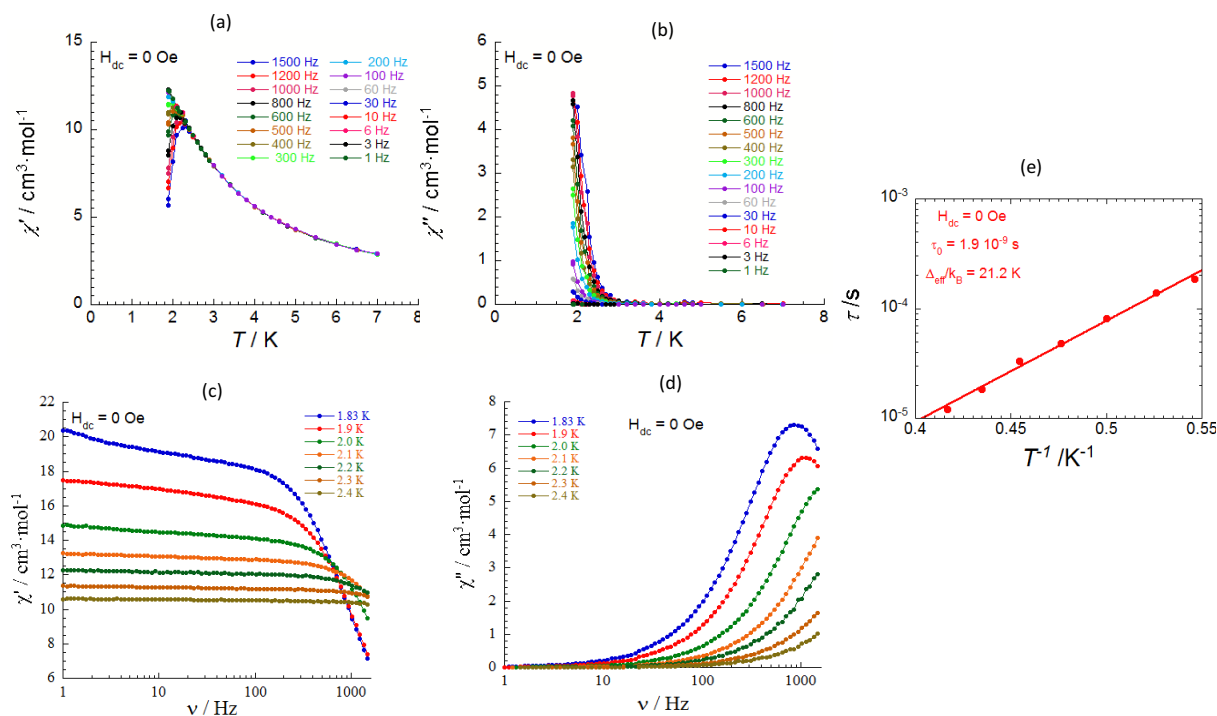 (a)
H_dc = 0 Oe
1500 Hz
1200 Hz
1000 Hz
800 Hz
600 Hz
500 Hz
400 Hz
300 Hz
200 Hz
100 Hz
60 Hz
30 Hz
10 Hz
6 Hz
3 Hz
1 Hz
χ' / cm³·mol⁻¹
15
10
5
0
0 1 2 3 4 5 6 7 8
T / K
(b)
H_dc = 0 Oe
1500 Hz
1200 Hz
1000 Hz
800 Hz
600 Hz
500 Hz
400 Hz
300 Hz
200 Hz
100 Hz
60 Hz
30 Hz
10 Hz
6 Hz
3 Hz
1 Hz
χ'' / cm³·mol⁻¹
6
5
4
3
2
1
0
0 1 2 3 4 5 6 7 8
T / K
(e)
H_dc = 0 Oe
τ₀ = 1.9 10⁻⁹ s
Δ_eff/k_B = 21.2 K
τ / s
10⁻³
10⁻⁴
10⁻⁵
0.4 0.45 0.5 0.55
T⁻¹ /K⁻¹
(c)
H_dc = 0 Oe
1.83 K
1.9 K
2.0 K
2.1 K
2.2 K
2.3 K
2.4 K
χ' / cm³·mol⁻¹
22
20
18
16
14
12
10
8
6
1 10 100 1000
ν / Hz
(d)
H_dc = 0 Oe
1.83 K
1.9 K
2.0 K
2.1 K
2.2 K
2.3 K
2.4 K
χ'' / cm³·mol⁻¹
8
7
6
5
4
3
2
1
0
1 10 100 1000
ν / Hz